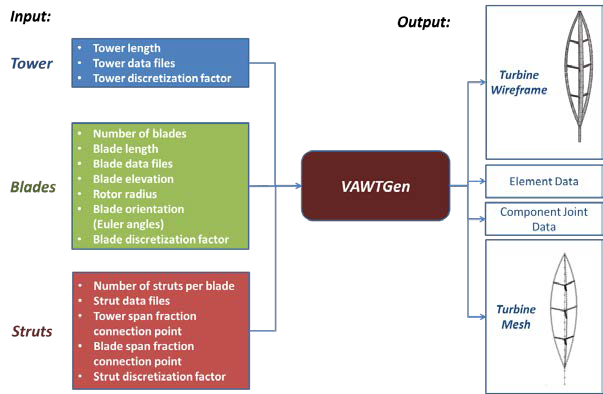 Input:
Output:
Tower
• Tower length
• Tower data files
• Tower discretization factor
Blades
• Number of blades
• Blade length
• Blade data files
• Blade elevation
• Rotor radius
• Blade orientation
(Euler angles)
• Blade discretization factor
Struts
• Number of struts per blade
• Strut data files
• Tower span fraction
connection point
• Blade span fraction
connection point
• Strut discretization factor
VAWTGen
Turbine
Wireframe
Element Data
Component Joint
Data
Turbine
Mesh